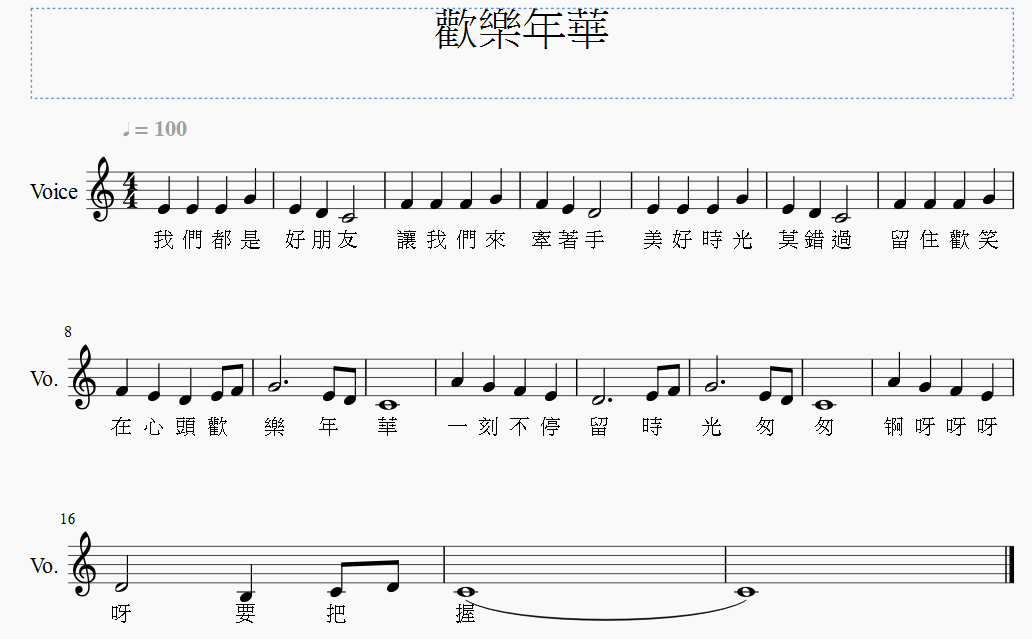 歡樂年華
♩ = 100
Voice
4
4
我 們 都 是 好 朋 友 讓 我 們 來 牽 著 手 美 好 時 光 莫 錯 過 留 住 歡 笑
8
Vo.
在 心 頭 歡 樂 年 華 一 刻 不 停 留 時 光 匆 匆 锕 呀 呀 呀
16
Vo.
呀 要 把 握